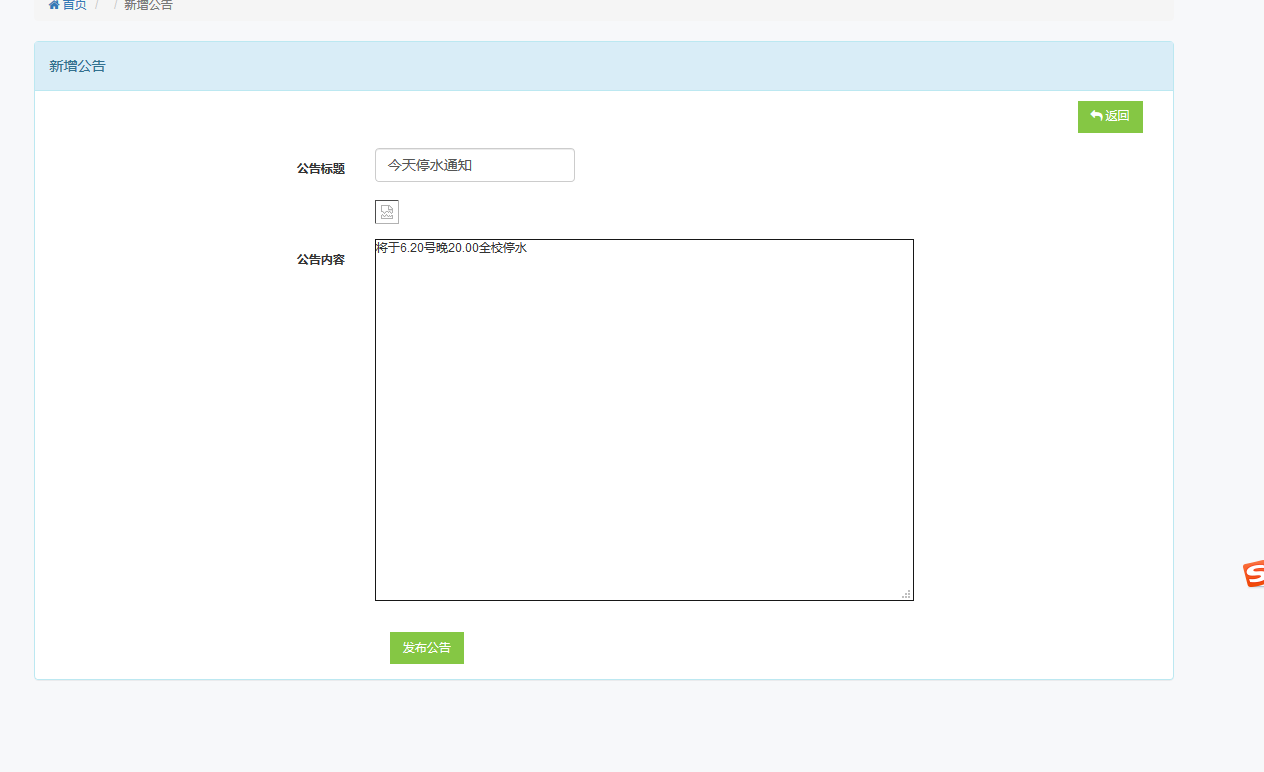 首页 / / 新增公告
新增公告
返回
公告标题
今天停水通知
公告内容
将于6.20号晚20.00全校停水
发布公告